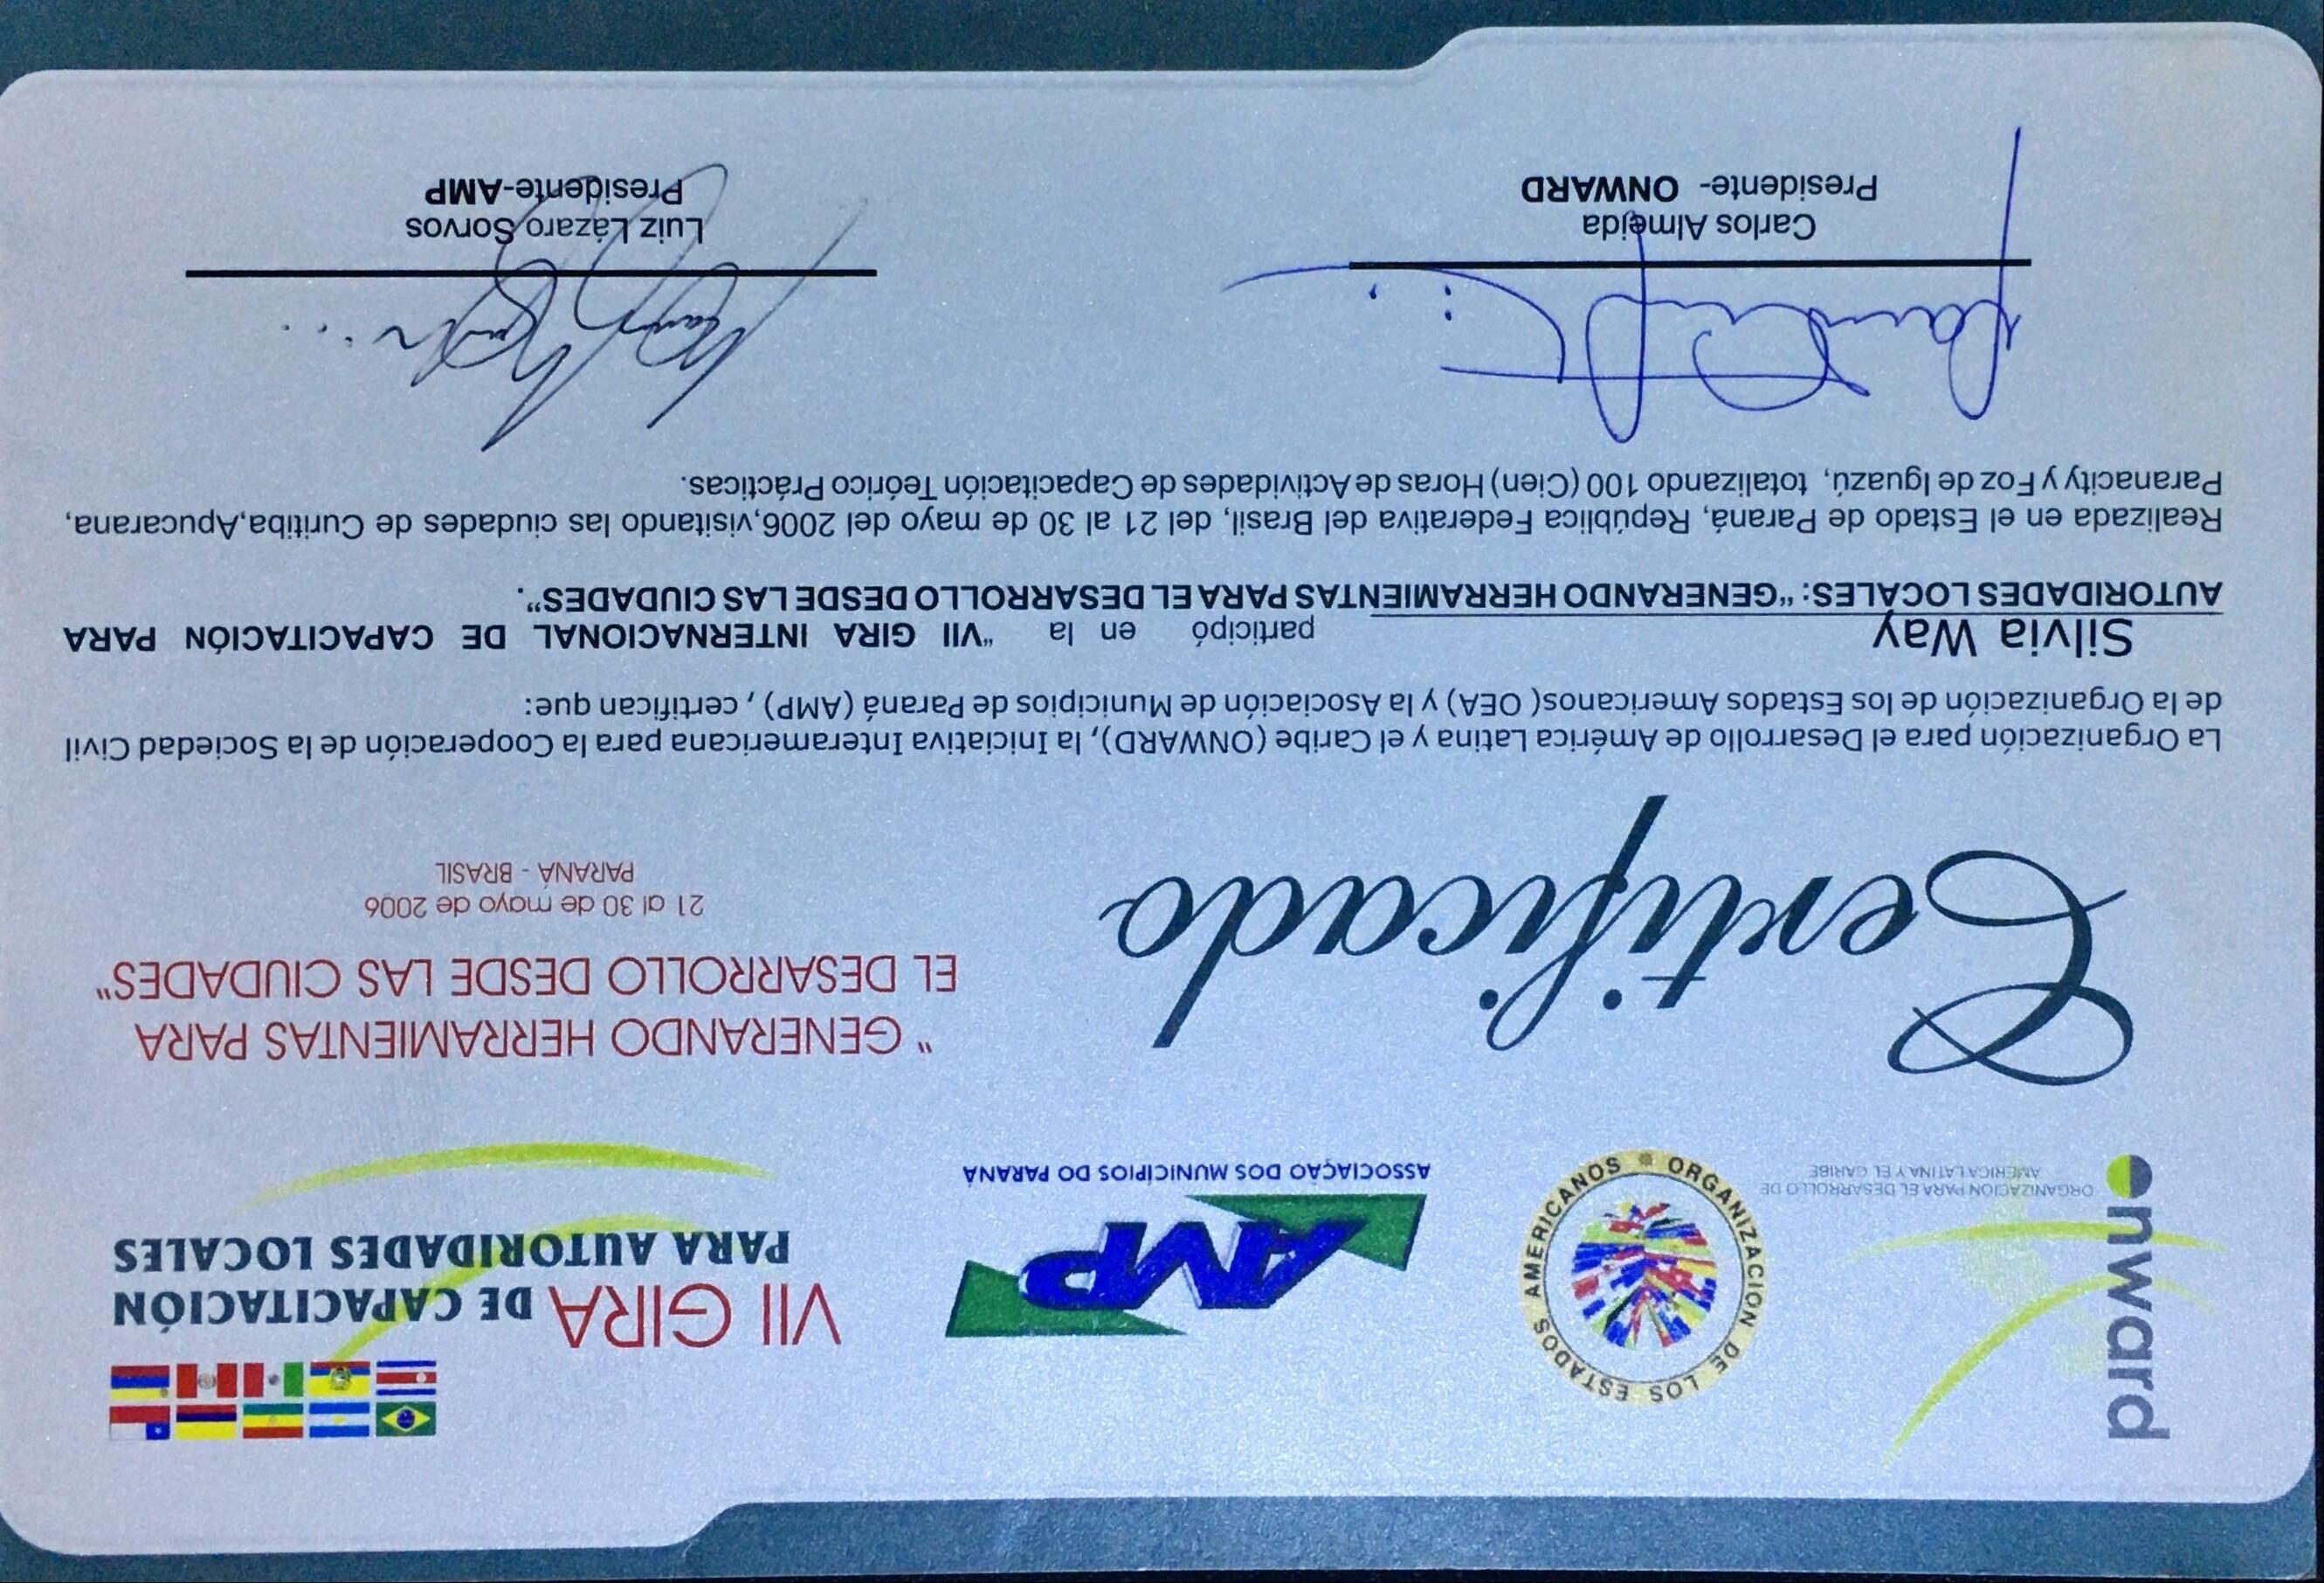 onward
ORGANIZACIÓN PARA EL DESARROLLO DE
AMERICA LATINA Y EL CARIBE
ORGANIZACION DE LOS ESTADOS AMERICANOS
AMP
ASSOCIAÇÃO DOS MUNICÍPIOS DO PARANÁ
VII GIRA DE CAPACITACIÓN
PARA AUTORIDADES LOCALES
Certificado
“ GENERANDO HERRAMIENTAS PARA
EL DESARROLLO DESDE LAS CIUDADES”
21 al 30 de mayo de 2006
PARANÁ - BRASIL
La Organización para el Desarrollo de América Latina y el Caribe (ONWARD), la Iniciativa Interamericana para la Cooperación de la Sociedad Civil
de la Organización de los Estados Americanos( OEA) y la Asociación de Municipios de Paraná (AMP) , certifican que:
Silvia Way participó en la “VII GIRA INTERNACIONAL DE CAPACITACIÓN PARA
AUTORIDADES LOCALES: “GENERANDO HERRAMIENTAS PARA EL DESARROLLO DESDE LAS CIUDADES”.
Realizada en el Estado de Paraná, República Federativa del Brasil, del 21 al 30 de mayo del 2006,visitando las ciudades de Curitiba,Apucarana,
Paranacity y Foz de Iguazú, totalizando 100 (Cien) Horas de Actividades de Capacitación Teórico Prácticas.
Carlos Almeida
Presidente- ONWARD
Luiz Lázaro Sorvos
Presidente-AMP